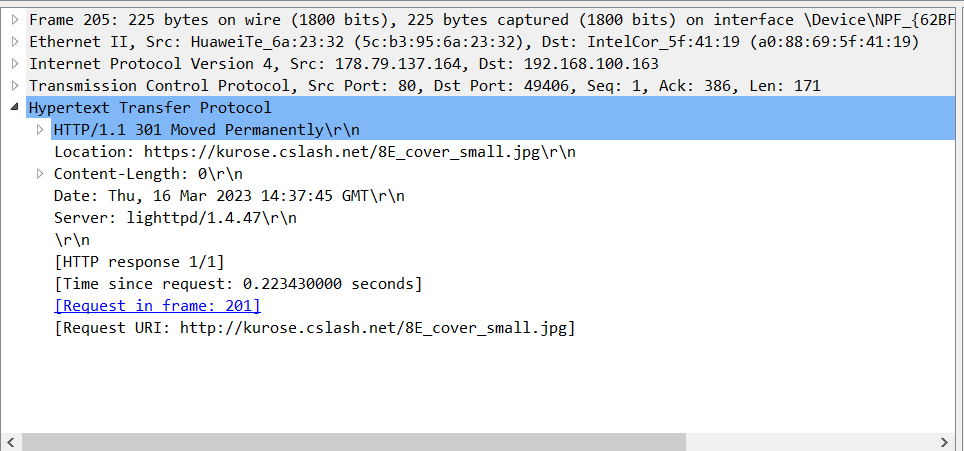 Frame 205: 225 bytes on wire (1800 bits), 225 bytes captured (1800 bits) on interface \Device\NPF_{62BF
Ethernet II, Src: HuaweiTe_6a:23:32 (5c:b3:95:6a:23:32), Dst: IntelCor_5f:41:19 (a0:88:69:5f:41:19)
Internet Protocol Version 4, Src: 178.79.137.164, Dst: 192.168.100.163
Transmission Control Protocol, Src Port: 80, Dst Port: 49406, Seq: 1, Ack: 386, Len: 171
Hypertext Transfer Protocol
HTTP/1.1 301 Moved Permanently\r\n
Location: https://kurose.cslash.net/8E_cover_small.jpg\r\n
Content-Length: 0\r\n
Date: Thu, 16 Mar 2023 14:37:45 GMT\r\n
Server: lighttpd/1.4.47\r\n
\r\n
[HTTP response 1/1]
[Time since request: 0.223430000 seconds]
[Request in frame: 201]
[Request URI: http://kurose.cslash.net/8E_cover_small.jpg]